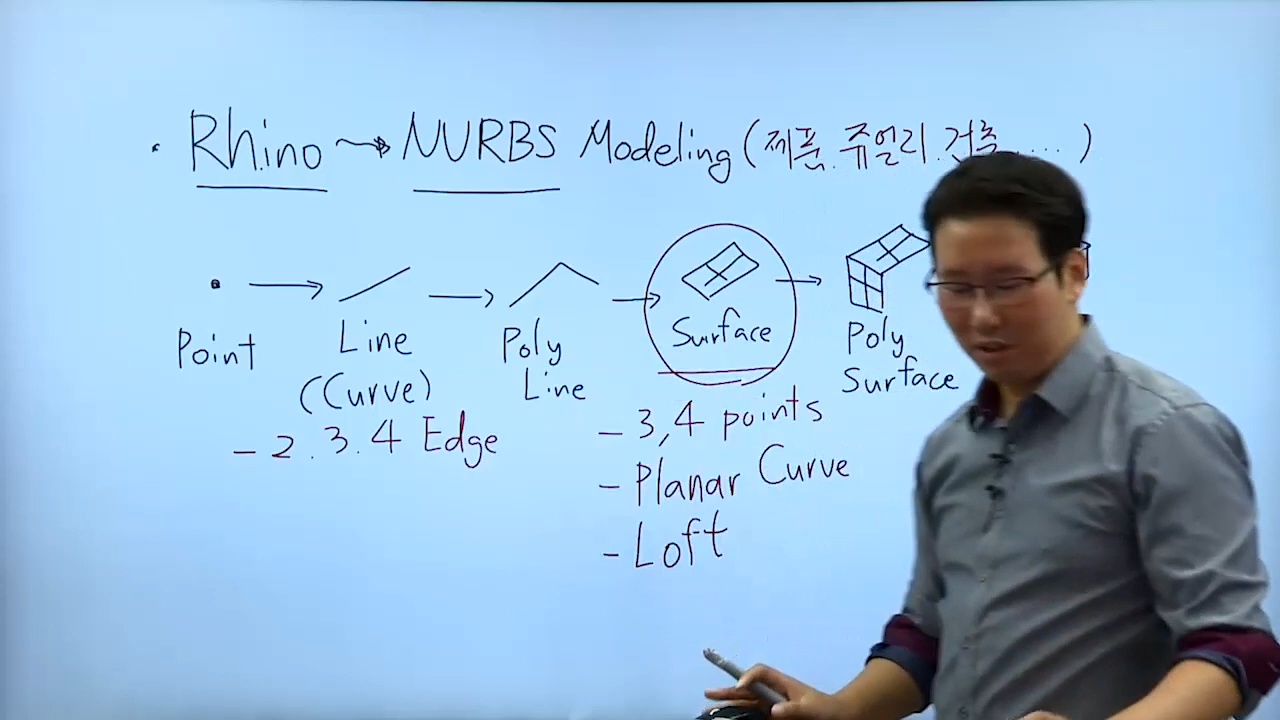 · Rhino → NURBS Modeling (제품. 쥬얼리. 건축.....)
Point → Line (Curve) → Poly Line → Surface → Poly Surface
- 2. 3. 4 Edge
- 3, 4 points
- Planar Curve
- Loft